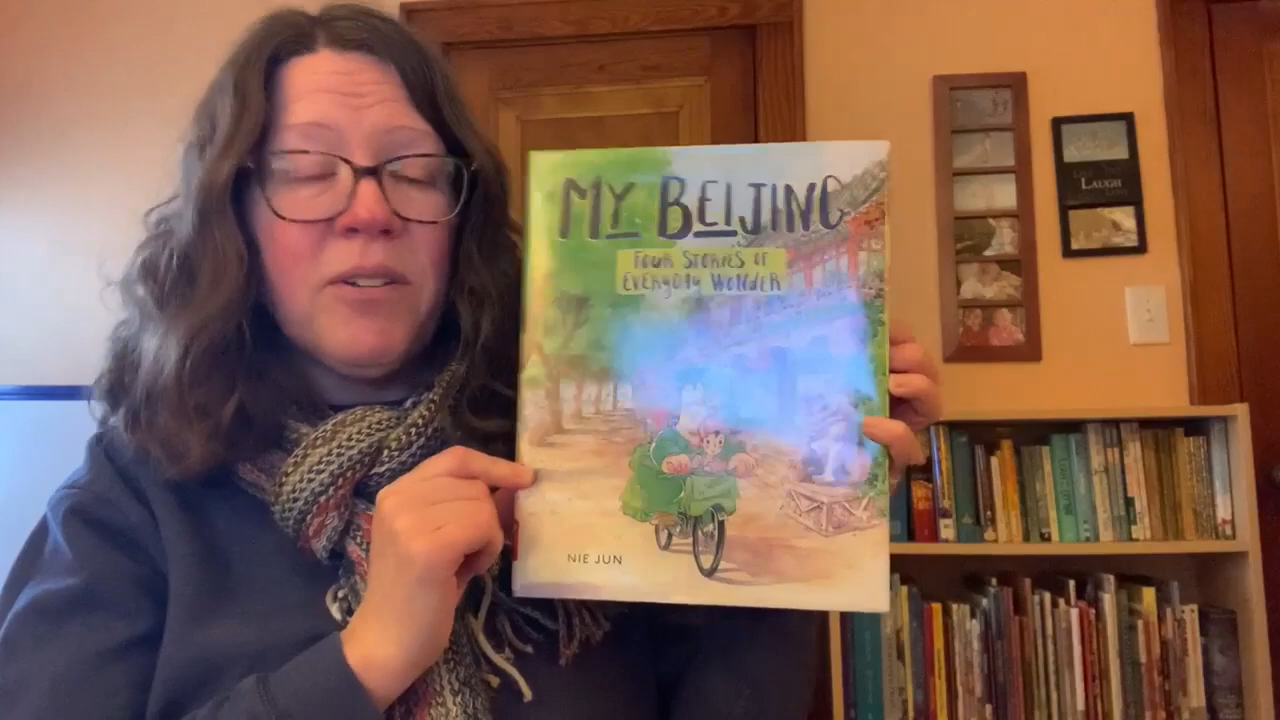 MY BEIJING
FOUR STORIES OF
EVERYDAY WONDER
NIE JUN
LAUGH